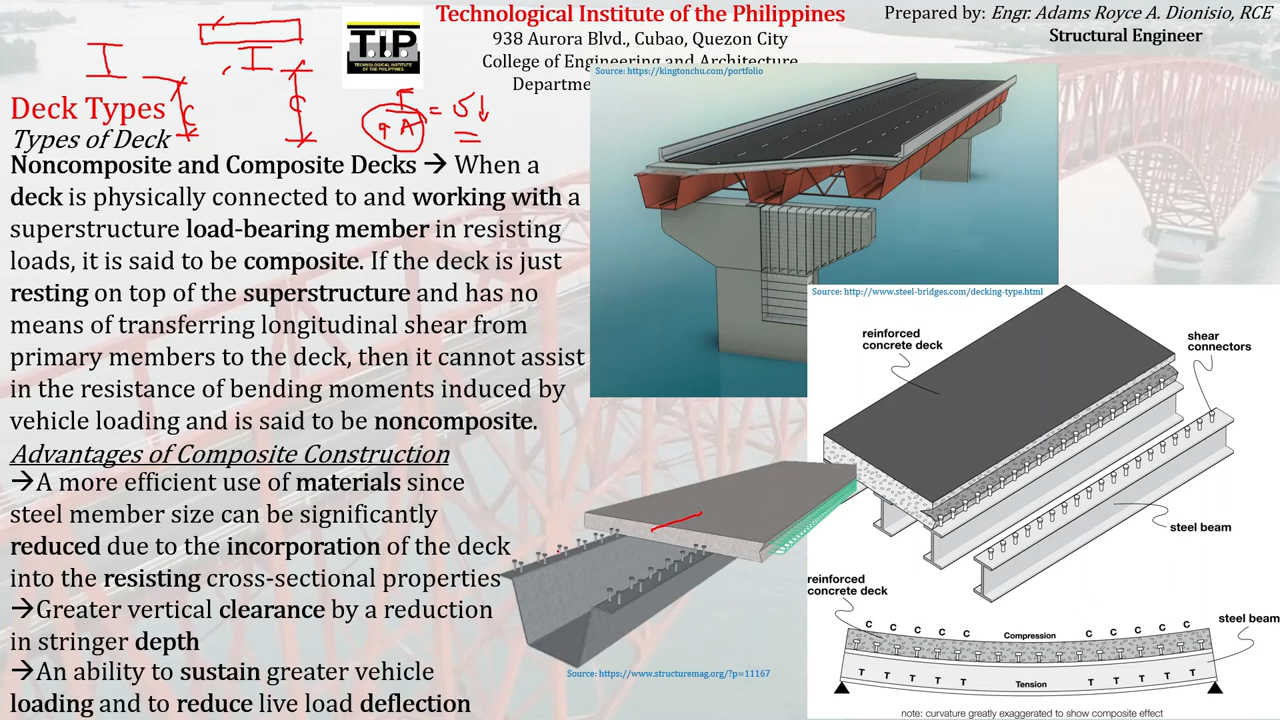 Technological Institute of the Philippines
938 Aurora Blvd., Cubao, Quezon City
College of Engineering and Architecture
Departme
Prepared by: Engr. Adams Royce A. Dionisio, RCE
Structural Engineer
TIP
TECHNOLOGICAL INSTITUTE OF THE PHILIPPINES
I
I
C
C
I
↑A = σ↓
Deck Types
Types of Deck
Noncomposite and Composite Decks → When a
deck is physically connected to and working with a
superstructure load-bearing member in resisting
loads, it is said to be composite. If the deck is just
resting on top of the superstructure and has no
means of transferring longitudinal shear from
primary members to the deck, then it cannot assist
in the resistance of bending moments induced by
vehicle loading and is said to be noncomposite.
Advantages of Composite Construction
→A more efficient use of materials since
steel member size can be significantly
reduced due to the incorporation of the deck
into the resisting cross-sectional properties
→Greater vertical clearance by a reduction
in stringer depth
→An ability to sustain greater vehicle
loading and to reduce live load deflection
Source: https://kingtonchu.com/portfolio
Source: http://www.steel-bridges.com/decking-type.html
reinforced
concrete deck
shear
connectors
steel beam
Source: https://www.structuremag.org/?p=11167
reinforced
concrete deck
steel beam
C C C C C Compression C C C C C
T T T T T Tension T T T T T
note: curvature greatly exaggerated to show composite effect